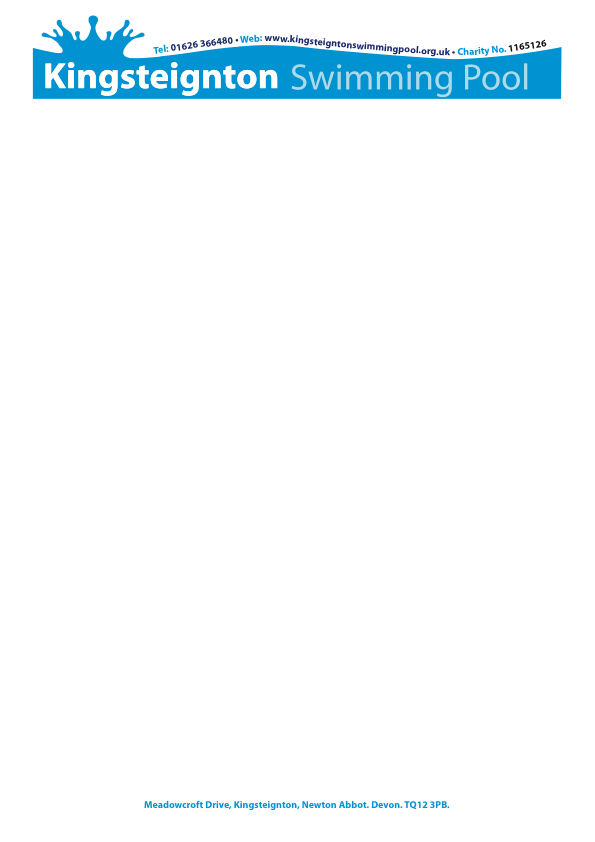 Tel: 01626 366480 • Web: www.kingsteigntonswimmingpool.org.uk • Charity No. 1165126
Kingsteignton Swimming Pool
Meadowcroft Drive, Kingsteignton, Newton Abbot. Devon. TQ12 3PB.